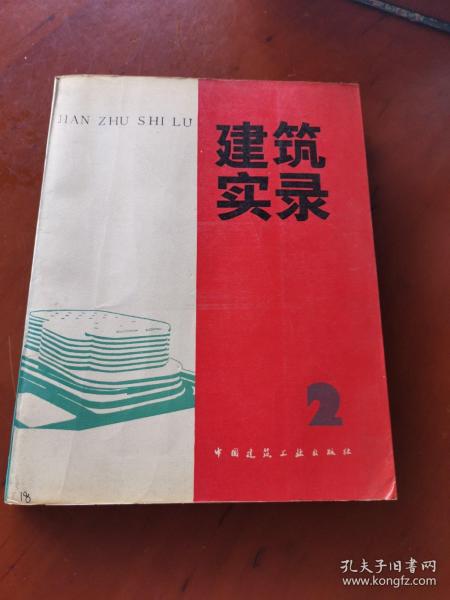 JIAN ZHU SHI LU
建筑
实录
2
中国建筑工业出版社
18
孔夫子旧书网
www.kongfz.com